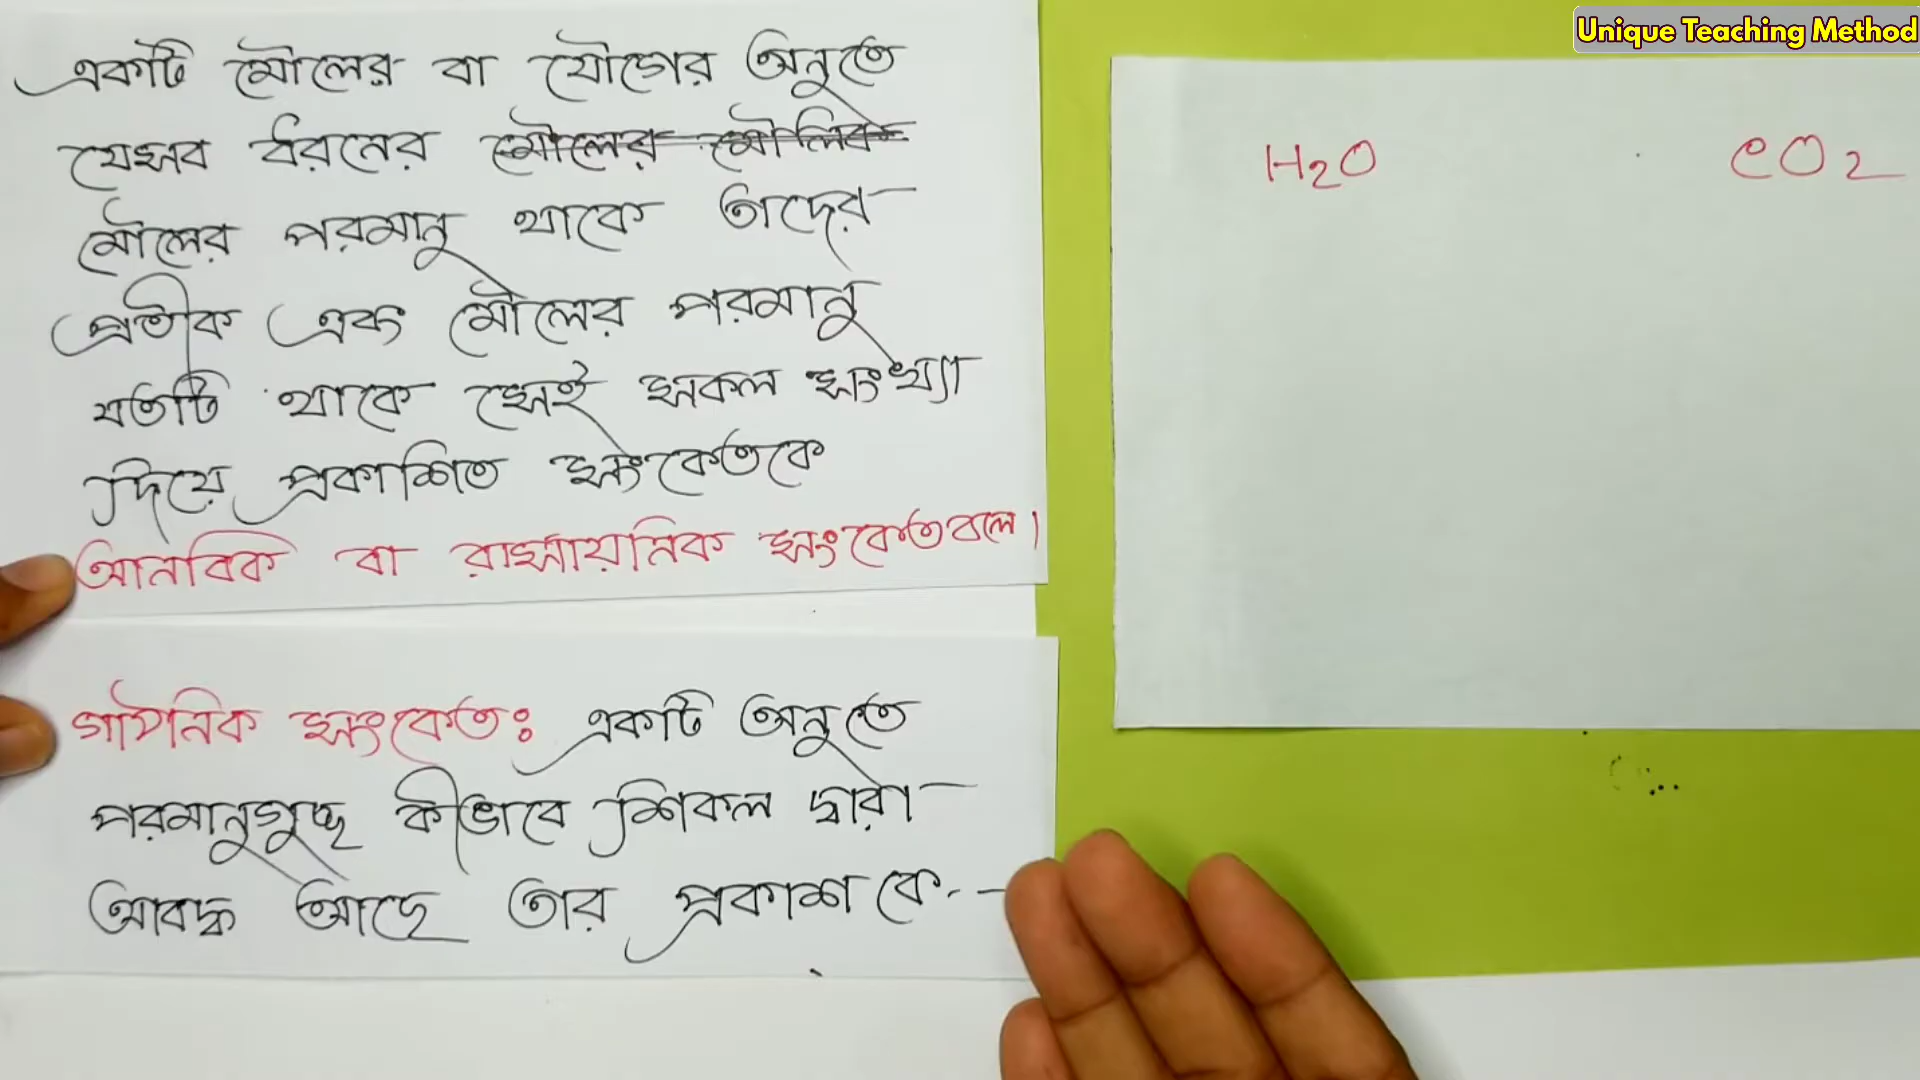 একটি মৌলের বা যৌগের অনুতে
যেসব ধরনের মৌলের মৌলিক
মৌলের পরমানু থাকে তাদের
প্রতীক এবং মৌলের পরমানু
যতটি থাকে সেই সকল সংখ্যা
দিয়ে প্রকাশিত সংকেতকে
আনবিক বা রাসায়নিক সংকেত বলে।
গাঠনিক সংকেতঃ একটি অনুতে
পরমানুগুচ্ছ কীভাবে শিকল দ্বারা
আবদ্ধ আছে তার প্রকাশ কে--
Unique Teaching Method
H2O CO2